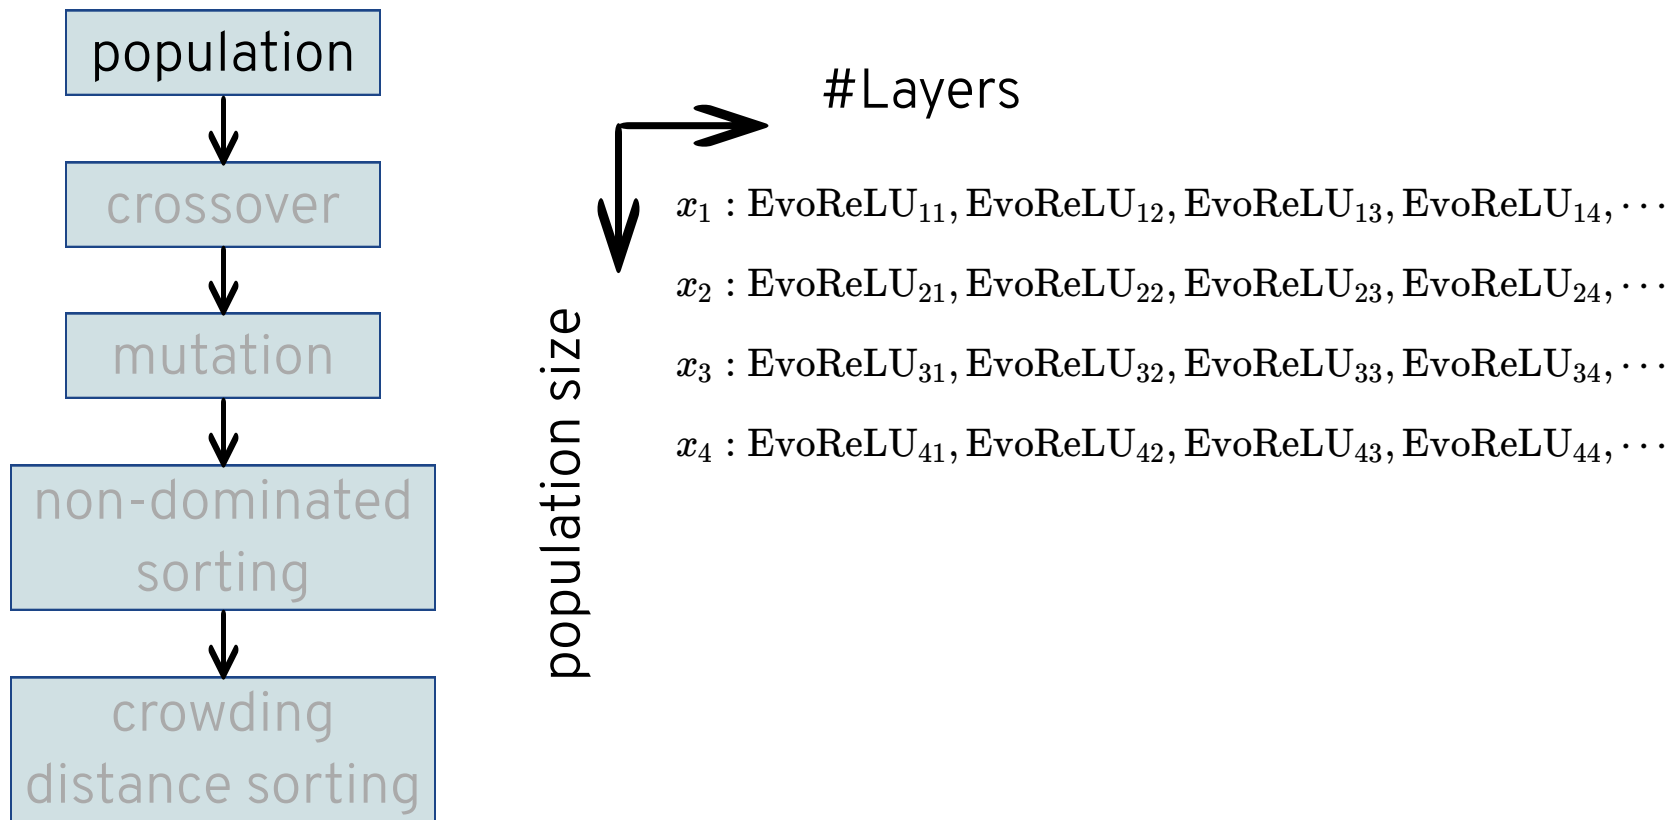 population
crossover
mutation
non-dominated
sorting
crowding
distance sorting
#Layers
population size
x₁ : EvoReLU₁₁, EvoReLU₁₂, EvoReLU₁₃, EvoReLU₁₄, ⋯
x₂ : EvoReLU₂₁, EvoReLU₂₂, EvoReLU₂₃, EvoReLU₂₄, ⋯
x₃ : EvoReLU₃₁, EvoReLU₃₂, EvoReLU₃₃, EvoReLU₃₄, ⋯
x₄ : EvoReLU₄₁, EvoReLU₄₂, EvoReLU₄₃, EvoReLU₄₄, ⋯